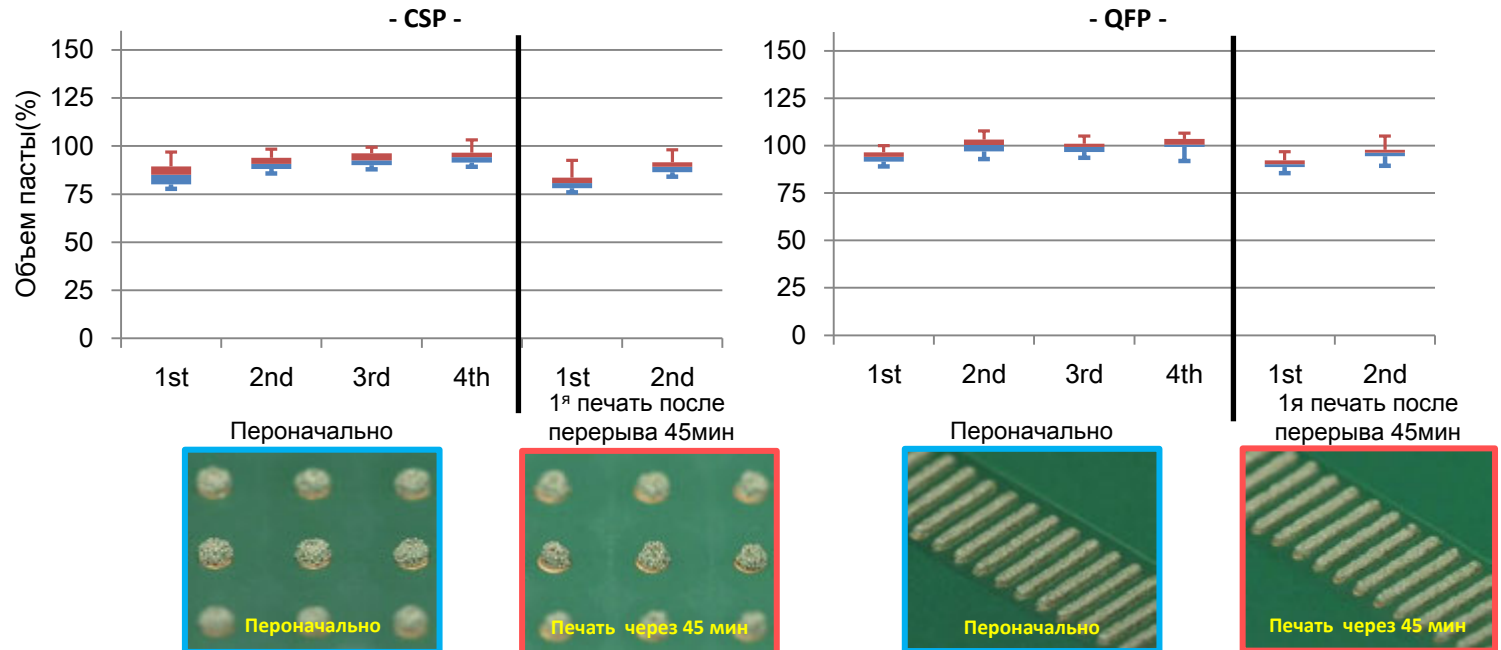 - CSP -
Объем пасты(%)
150
125
100
75
50
25
0
1st 2nd 3rd 4th 1st 2nd
Пероначально
1я печать после
перерыва 45мин
Пероначально
Печать через 45 мин
- QFP -
150
125
100
75
50
25
0
1st 2nd 3rd 4th 1st 2nd
Пероначально
1я печать после
перерыва 45мин
Пероначально
Печать через 45 мин